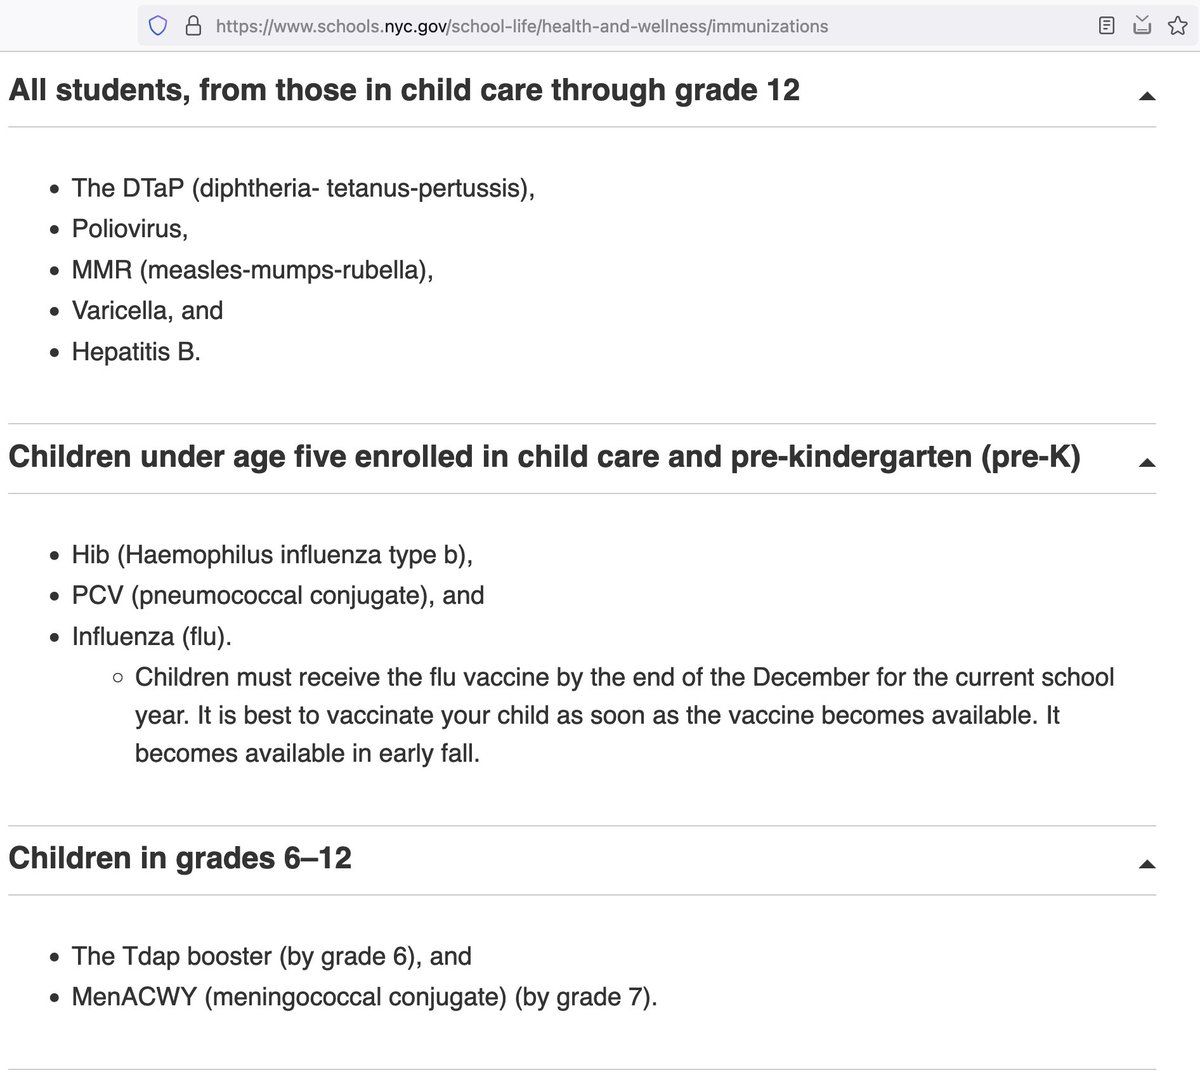 https://www.schools.nyc.gov/school-life/health-and-wellness/immunizations
All students, from those in child care through grade 12
• The DTaP (diphtheria- tetanus-pertussis),
• Poliovirus,
• MMR (measles-mumps-rubella),
• Varicella, and
• Hepatitis B.
Children under age five enrolled in child care and pre-kindergarten (pre-K)
• Hib (Haemophilus influenza type b),
• PCV (pneumococcal conjugate), and
• Influenza (flu).
○ Children must receive the flu vaccine by the end of the December for the current school
year. It is best to vaccinate your child as soon as the vaccine becomes available. It
becomes available in early fall.
Children in grades 6–12
• The Tdap booster (by grade 6), and
• MenACWY (meningococcal conjugate) (by grade 7).